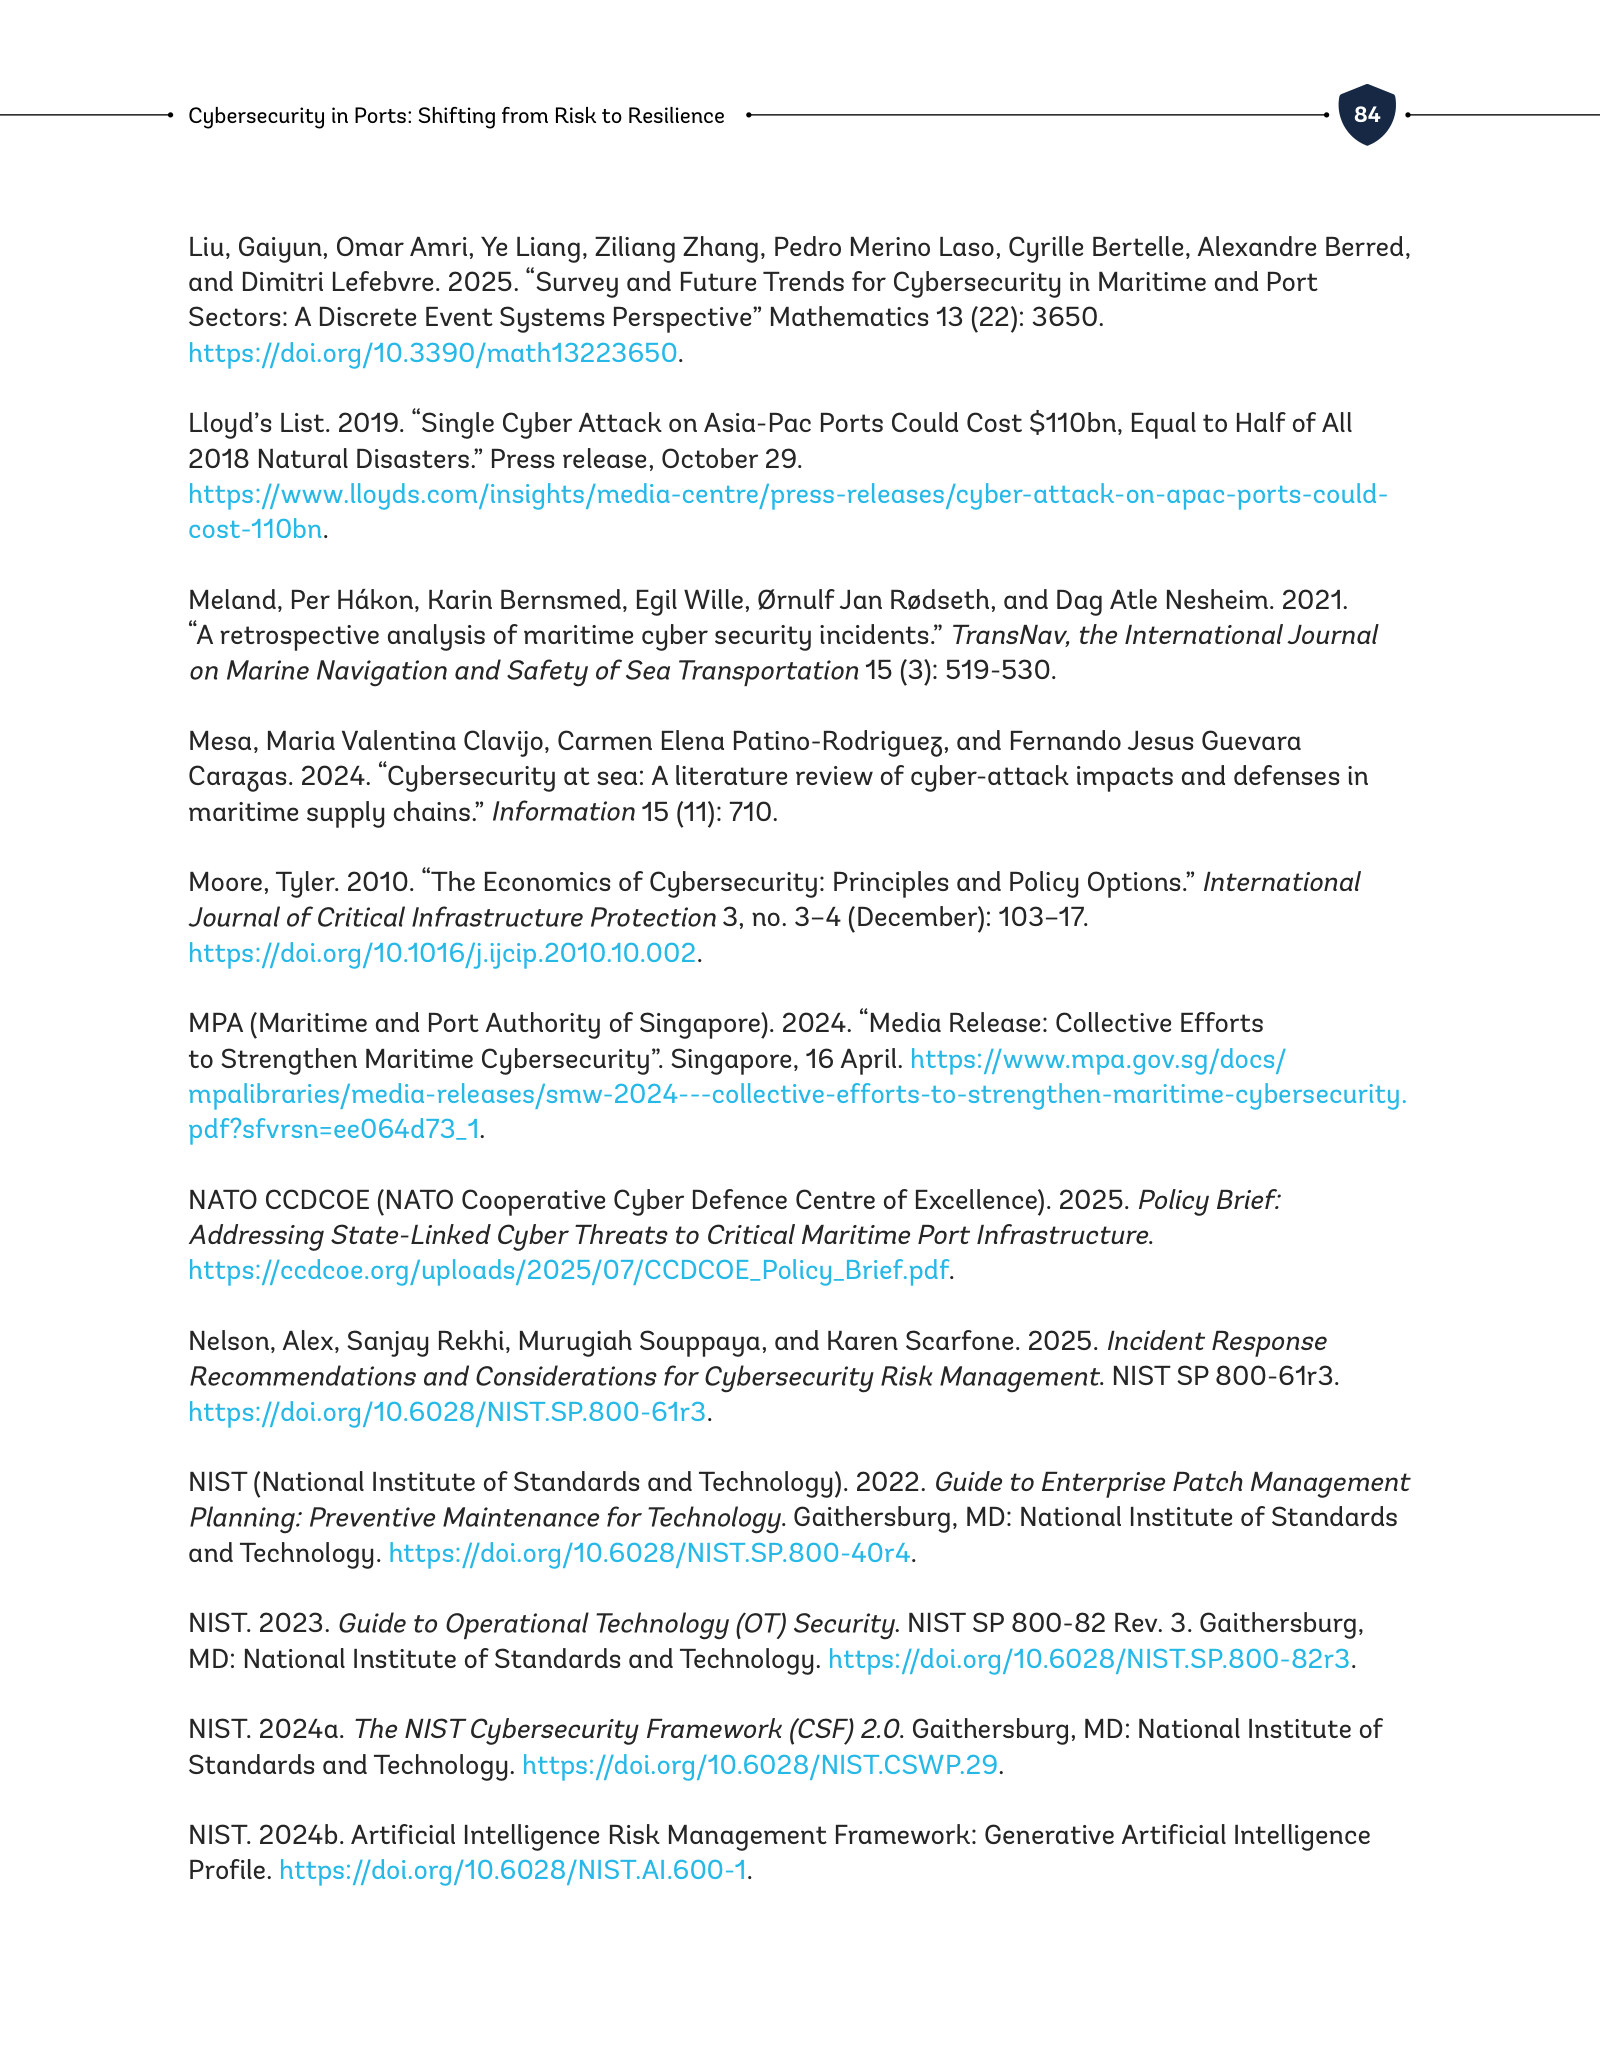 Cybersecurity in Ports: Shifting from Risk to Resilience
84
Liu, Gaiyun, Omar Amri, Ye Liang, Ziliang Zhang, Pedro Merino Laso, Cyrille Bertelle, Alexandre Berred,
and Dimitri Lefebvre. 2025. “Survey and Future Trends for Cybersecurity in Maritime and Port
Sectors: A Discrete Event Systems Perspective” Mathematics 13 (22): 3650.
https://doi.org/10.3390/math13223650.
Lloyd’s List. 2019. “Single Cyber Attack on Asia-Pac Ports Could Cost $110bn, Equal to Half of All
2018 Natural Disasters.” Press release, October 29.
https://www.lloyds.com/insights/media-centre/press-releases/cyber-attack-on-apac-ports-could-
cost-110bn.
Meland, Per Hákon, Karin Bernsmed, Egil Wille, Ørnulf Jan Rødseth, and Dag Atle Nesheim. 2021.
“A retrospective analysis of maritime cyber security incidents.” TransNav, the International Journal
on Marine Navigation and Safety of Sea Transportation 15 (3): 519-530.
Mesa, Maria Valentina Clavijo, Carmen Elena Patino-Rodriguez, and Fernando Jesus Guevara
Carazas. 2024. “Cybersecurity at sea: A literature review of cyber-attack impacts and defenses in
maritime supply chains.” Information 15 (11): 710.
Moore, Tyler. 2010. “The Economics of Cybersecurity: Principles and Policy Options.” International
Journal of Critical Infrastructure Protection 3, no. 3–4 (December): 103–17.
https://doi.org/10.1016/j.ijcip.2010.10.002.
MPA (Maritime and Port Authority of Singapore). 2024. “Media Release: Collective Efforts
to Strengthen Maritime Cybersecurity”. Singapore, 16 April. https://www.mpa.gov.sg/docs/
mpalibraries/media-releases/smw-2024---collective-efforts-to-strengthen-maritime-cybersecurity.
pdf?sfvrsn=ee064d73_1.
NATO CCDCOE (NATO Cooperative Cyber Defence Centre of Excellence). 2025. Policy Brief:
Addressing State-Linked Cyber Threats to Critical Maritime Port Infrastructure.
https://ccdcoe.org/uploads/2025/07/CCDCOE_Policy_Brief.pdf.
Nelson, Alex, Sanjay Rekhi, Murugiah Souppaya, and Karen Scarfone. 2025. Incident Response
Recommendations and Considerations for Cybersecurity Risk Management. NIST SP 800-61r3.
https://doi.org/10.6028/NIST.SP.800-61r3.
NIST (National Institute of Standards and Technology). 2022. Guide to Enterprise Patch Management
Planning: Preventive Maintenance for Technology. Gaithersburg, MD: National Institute of Standards
and Technology. https://doi.org/10.6028/NIST.SP.800-40r4.
NIST. 2023. Guide to Operational Technology (OT) Security. NIST SP 800-82 Rev. 3. Gaithersburg,
MD: National Institute of Standards and Technology. https://doi.org/10.6028/NIST.SP.800-82r3.
NIST. 2024a. The NIST Cybersecurity Framework (CSF) 2.0. Gaithersburg, MD: National Institute of
Standards and Technology. https://doi.org/10.6028/NIST.CSWP.29.
NIST. 2024b. Artificial Intelligence Risk Management Framework: Generative Artificial Intelligence
Profile. https://doi.org/10.6028/NIST.AI.600-1.